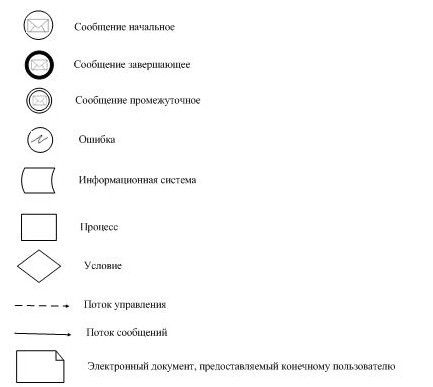 Сообщение начальное
Сообщение завершающее
Сообщение промежуточное
Ошибка
Информационная система
Процесс
Условие
Поток управления
Поток сообщений
Электронный документ, предоставляемый конечному пользователю